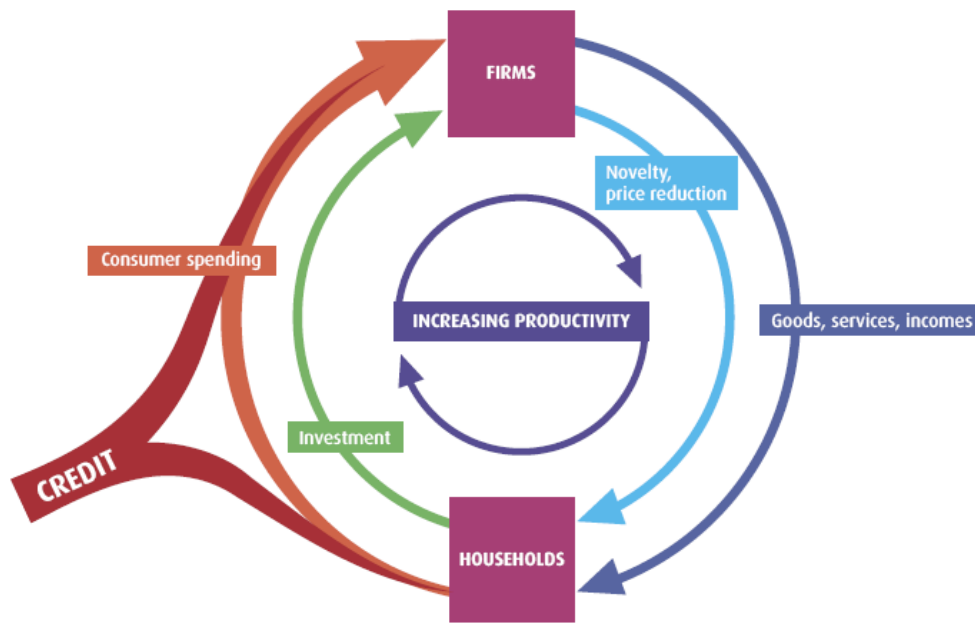 FIRMS
Novelty,
price reduction
Consumer spending
INCREASING PRODUCTIVITY
Goods, services, incomes
Investment
CREDIT
HOUSEHOLDS